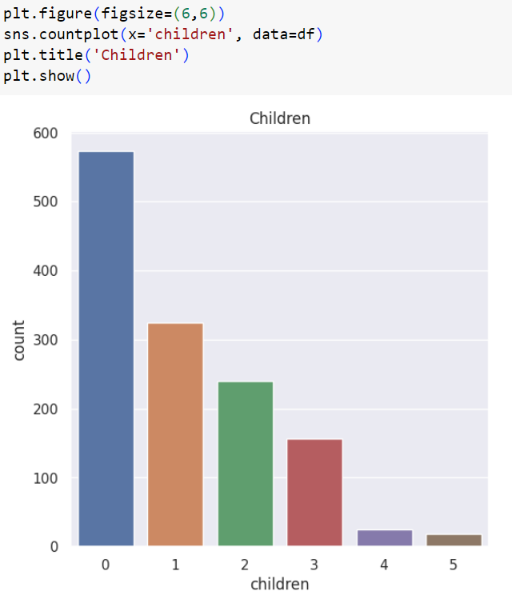 plt.figure(figsize=(6,6))
sns.countplot(x='children', data=df)
plt.title('Children')
plt.show()
Children
600
500
400
300
200
100
0
count
0 1 2 3 4 5
children